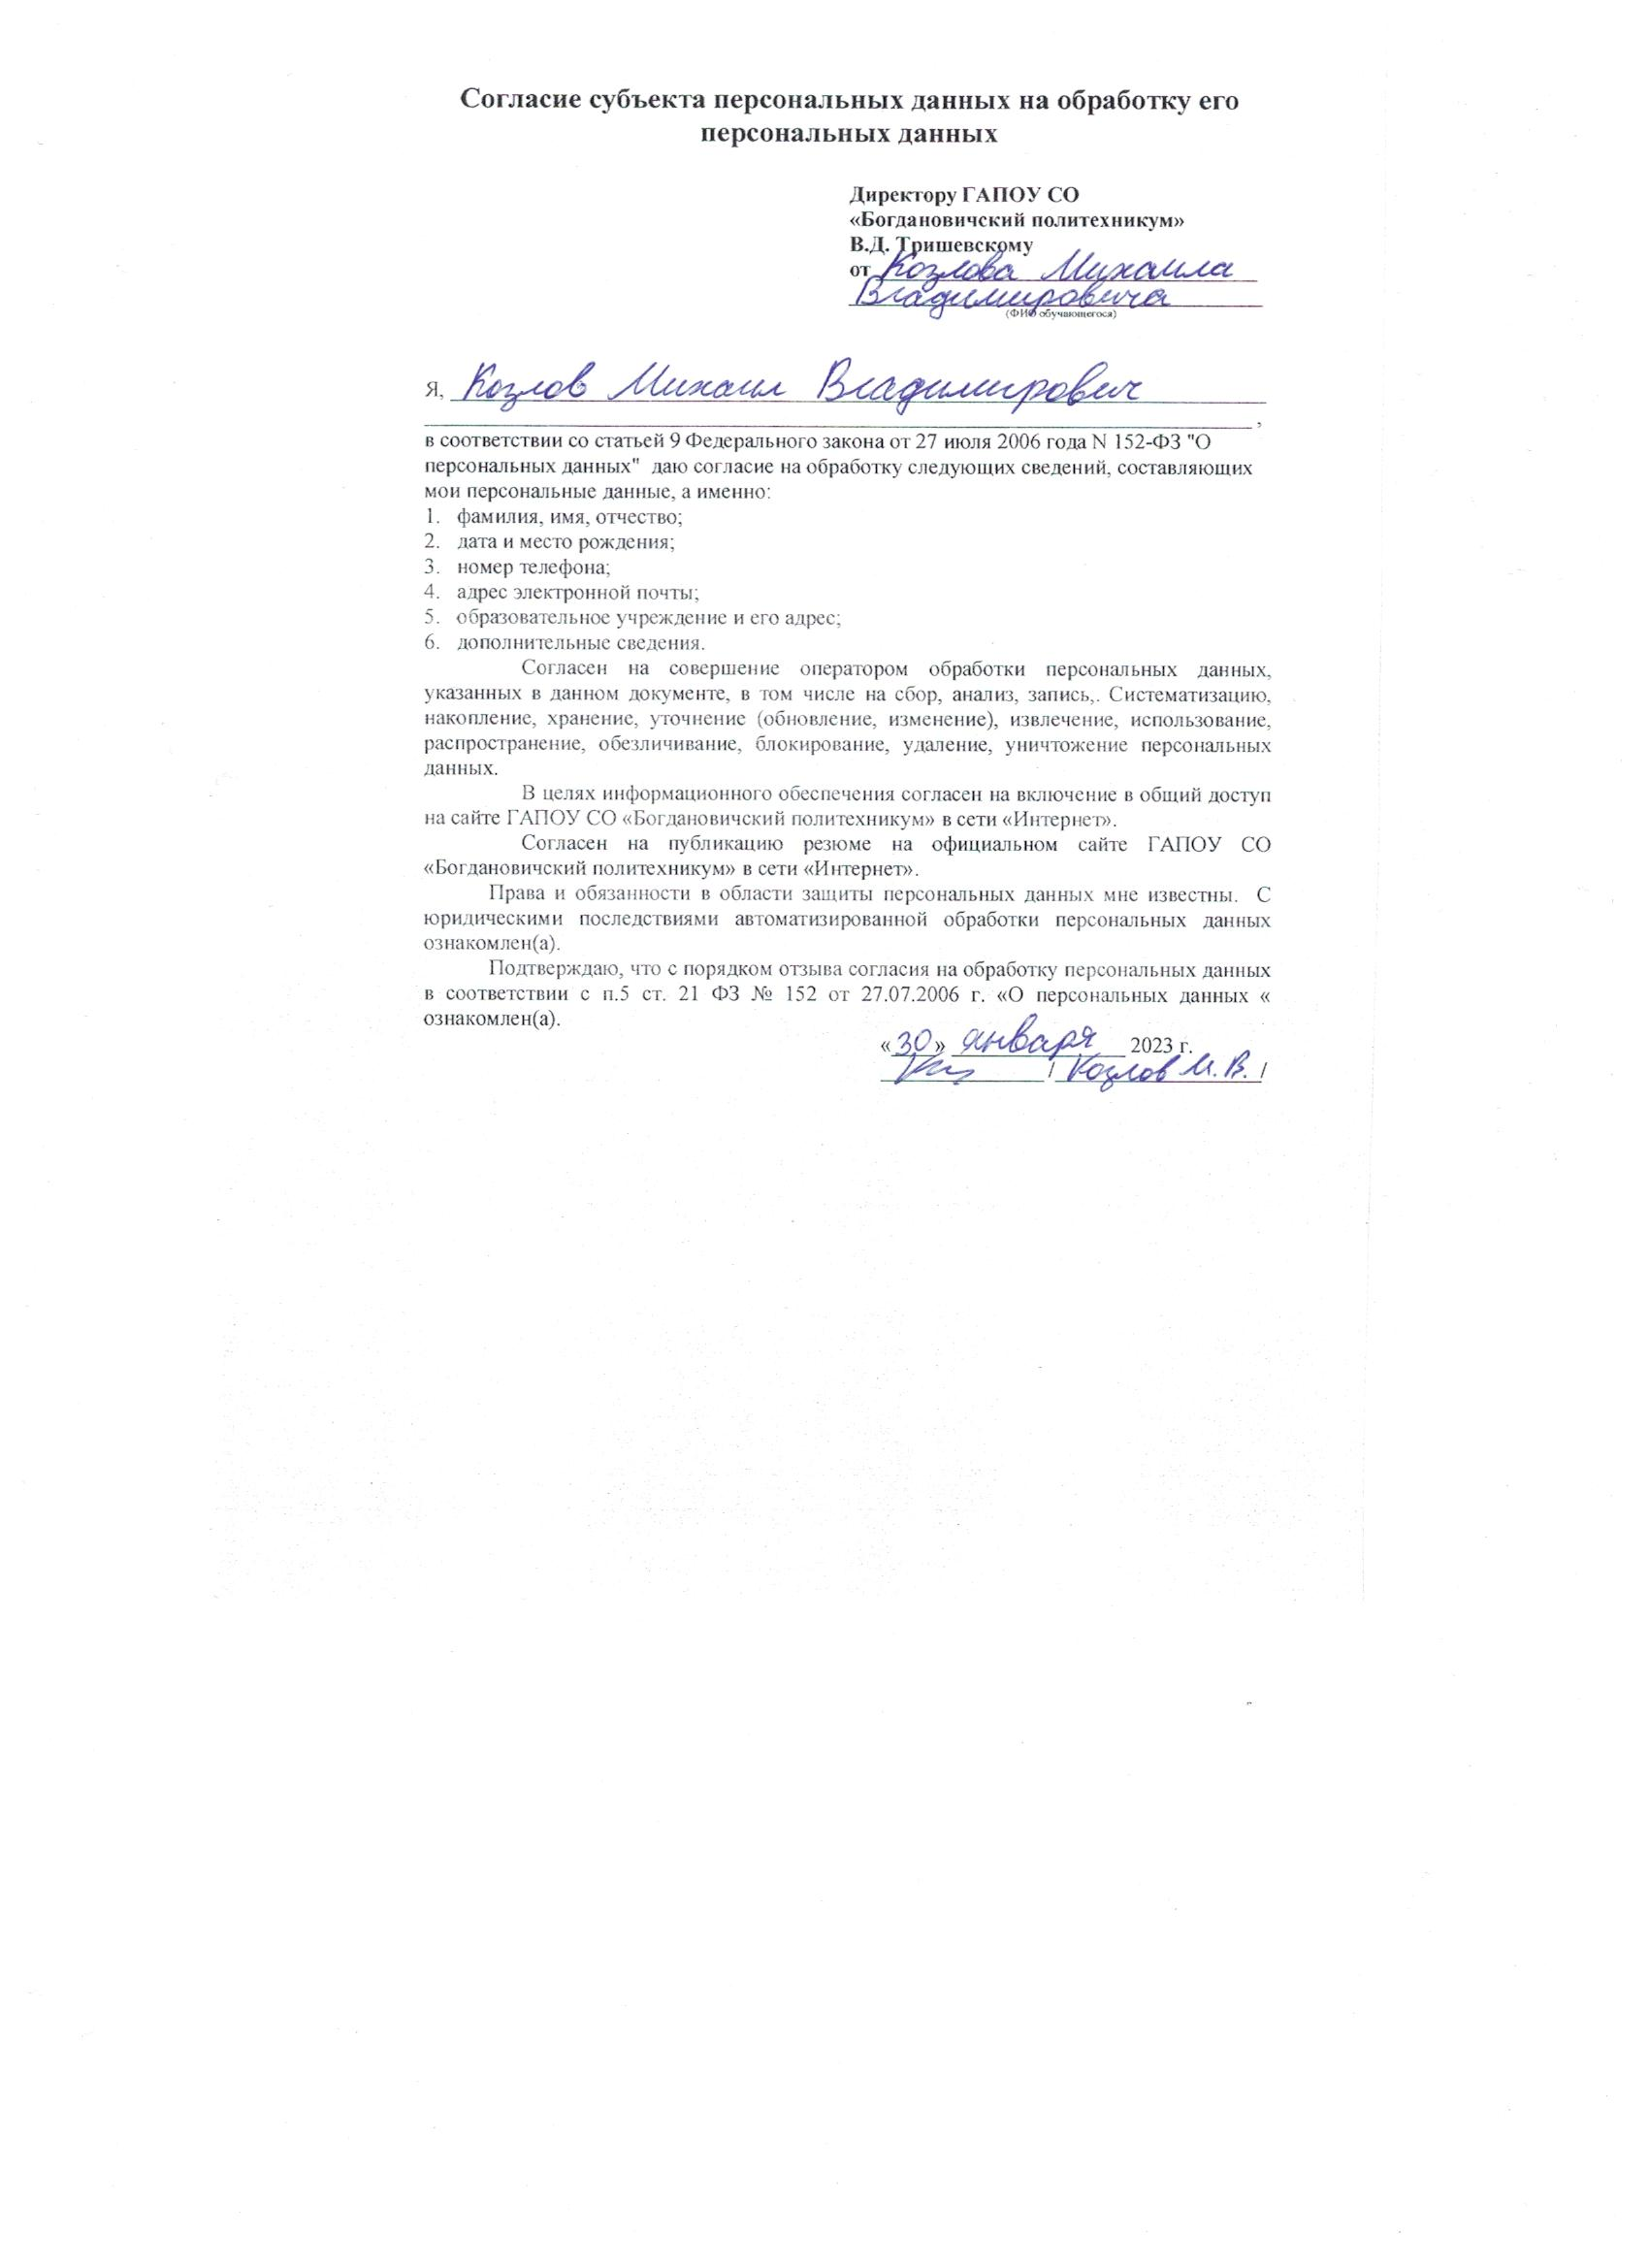 Согласие субъекта персональных данных на обработку его
персональных данных
Директору ГАПОУ СО
«Богдановичский политехникум»
В.Д. Тришевскому
от Козлова Михаила
Владимировича
(ФИО обучающегося)
Я, Козлов Михаил Владимирович
,
в соответствии со статьей 9 Федерального закона от 27 июля 2006 года N 152-ФЗ "О
персональных данных" даю согласие на обработку следующих сведений, составляющих
мои персональные данные, а именно:
1. фамилия, имя, отчество;
2. дата и место рождения;
3. номер телефона;
4. адрес электронной почты;
5. образовательное учреждение и его адрес;
6. дополнительные сведения.
Согласен на совершение оператором обработки персональных данных,
указанных в данном документе, в том числе на сбор, анализ, запись,. Систематизацию,
накопление, хранение, уточнение (обновление, изменение), извлечение, использование,
распространение, обезличивание, блокирование, удаление, уничтожение персональных
данных.
В целях информационного обеспечения согласен на включение в общий доступ
на сайте ГАПОУ СО «Богдановичский политехникум» в сети «Интернет».
Согласен на публикацию резюме на официальном сайте ГАПОУ СО
«Богдановичский политехникум» в сети «Интернет».
Права и обязанности в области защиты персональных данных мне известны. С
юридическими последствиями автоматизированной обработки персональных данных
ознакомлен(а).
Подтверждаю, что с порядком отзыва согласия на обработку персональных данных
в соответствии с п.5 ст. 21 ФЗ № 152 от 27.07.2006 г. «О персональных данных «
ознакомлен(а).
«30» января 2023 г.
/ Козлов М. В. /